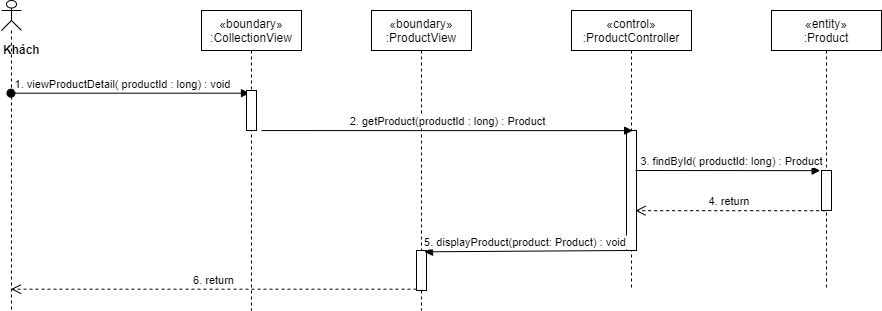 «boundary»
:CollectionView
«boundary»
:ProductView
«control»
:ProductController
«entity»
:Product
Khách
1. viewProductDetail( productId : long) : void
2. getProduct(productId : long) : Product
3. findById( productId: long) : Product
4. return
5. displayProduct(product: Product) : void
6. return